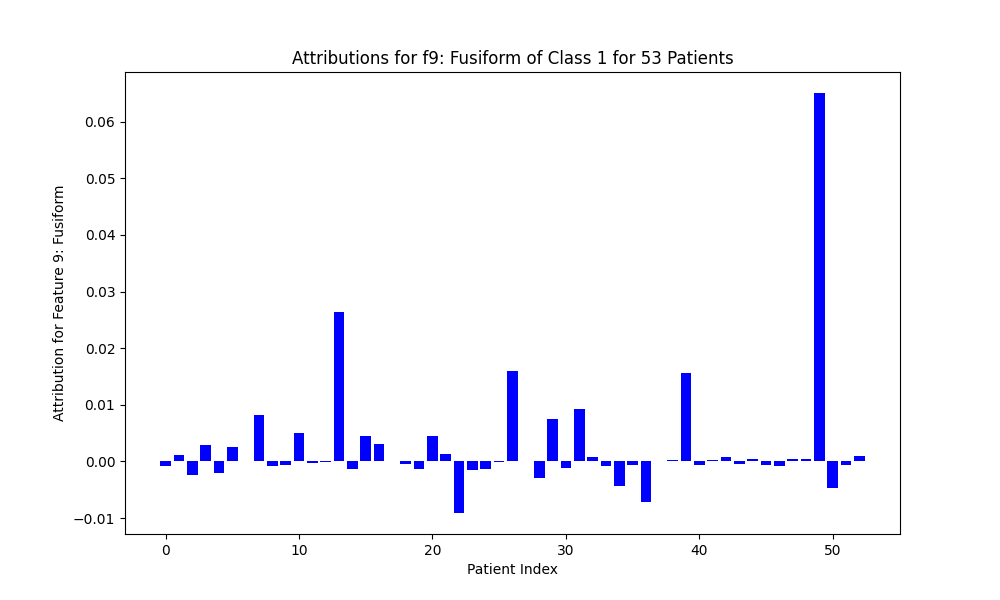 Attributions for f9: Fusiform of Class 1 for 53 Patients
Attribution for Feature 9: Fusiform
0.06
0.05
0.04
0.03
0.02
0.01
0.00
−0.01
0 10 20 30 40 50
Patient Index